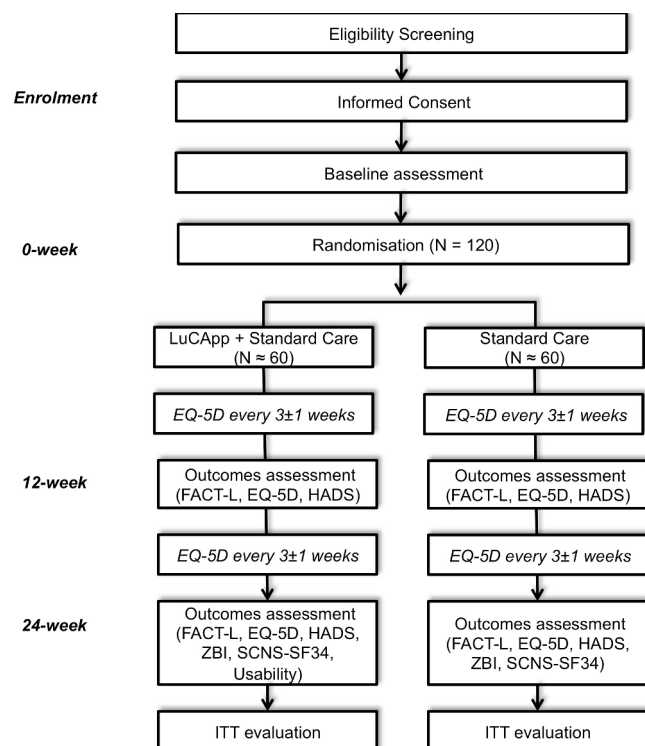 Eligibility Screening
Enrolment
Informed Consent
Baseline assessment
0-week
Randomisation (N = 120)
LuCApp + Standard Care
(N ≈ 60)
Standard Care
(N ≈ 60)
EQ-5D every 3±1 weeks
EQ-5D every 3±1 weeks
12-week
Outcomes assessment
(FACT-L, EQ-5D, HADS)
Outcomes assessment
(FACT-L, EQ-5D, HADS)
EQ-5D every 3±1 weeks
EQ-5D every 3±1 weeks
24-week
Outcomes assessment
(FACT-L, EQ-5D, HADS,
ZBI, SCNS-SF34,
Usability)
Outcomes assessment
(FACT-L, EQ-5D, HADS,
ZBI, SCNS-SF34)
ITT evaluation
ITT evaluation